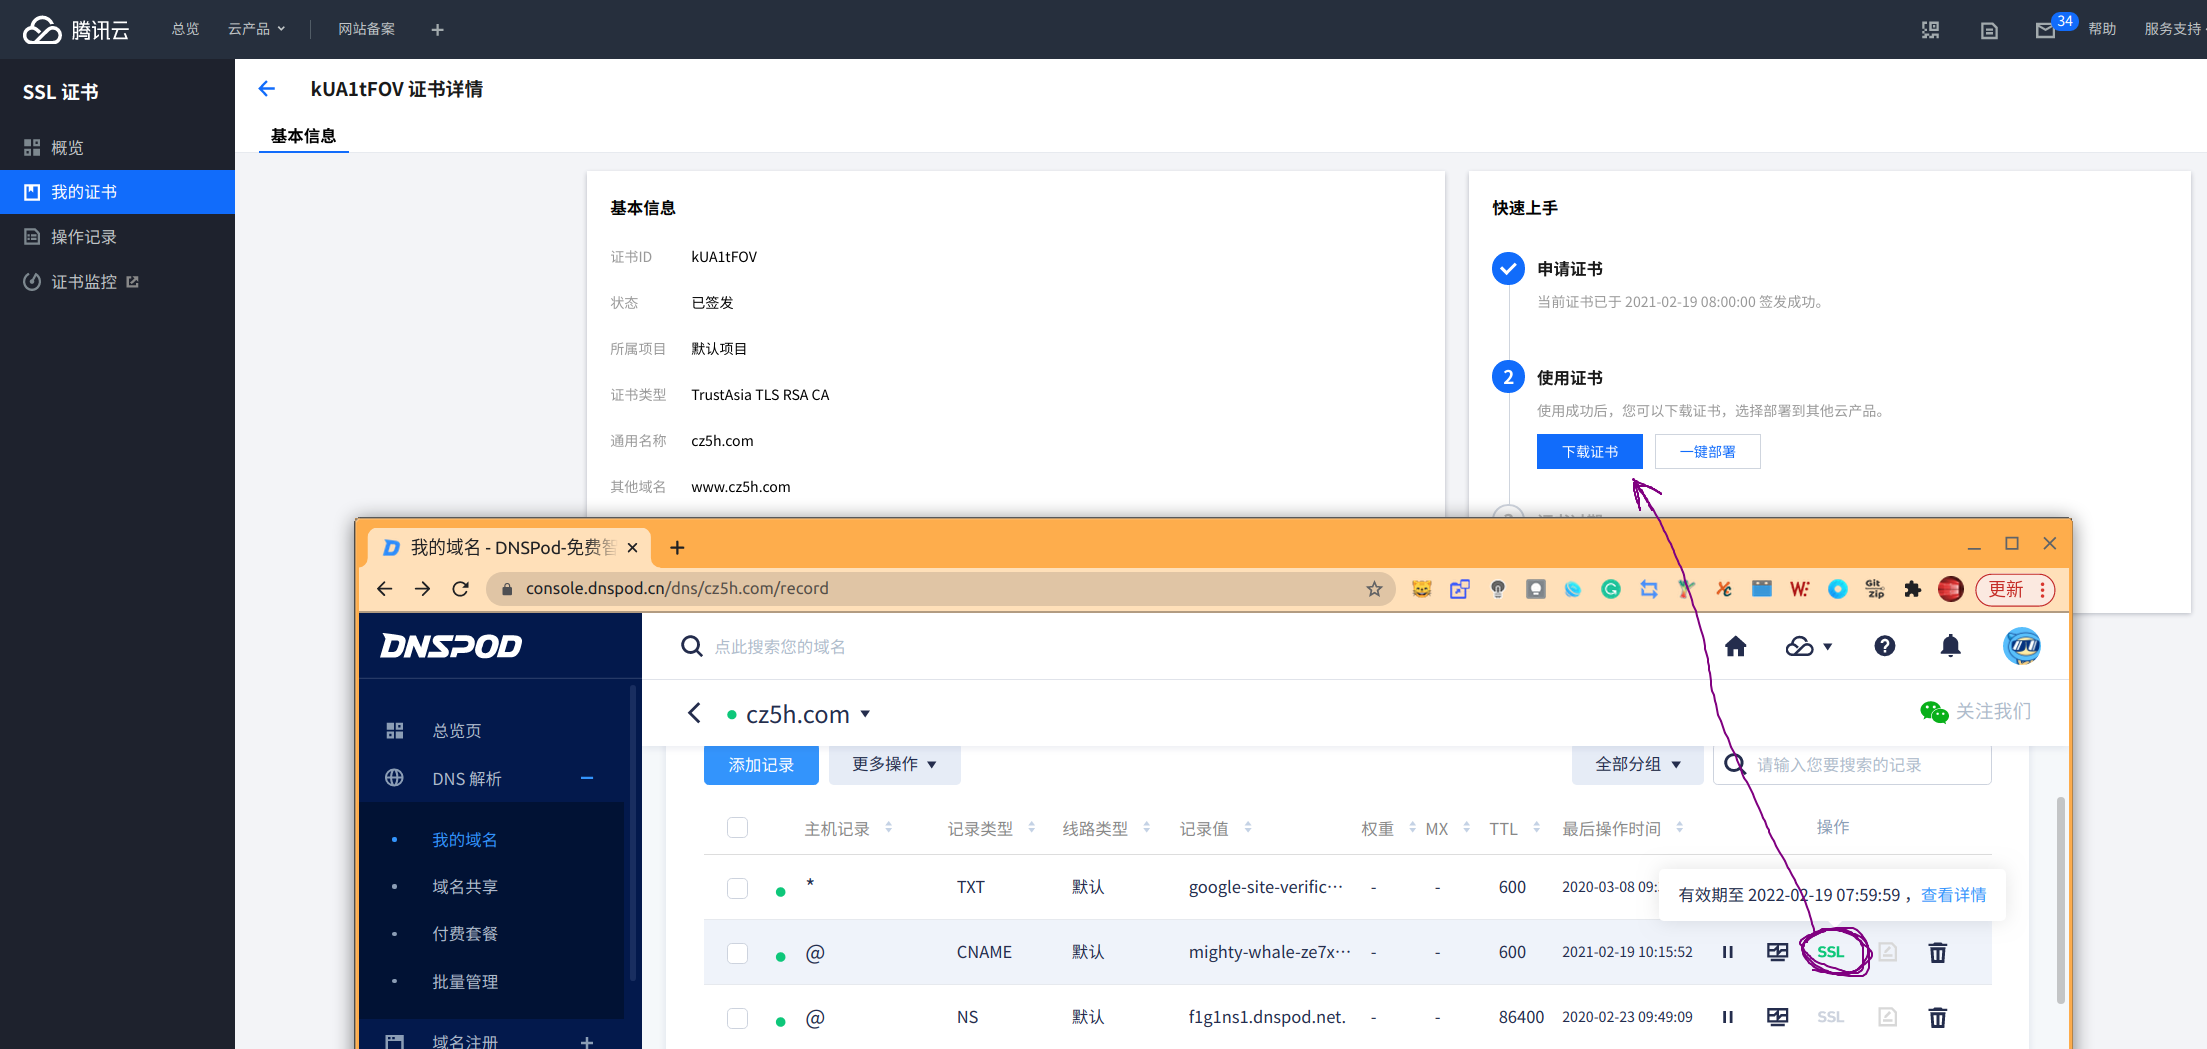 腾讯云 总览 云产品 网站备案 + 34 帮助 服务支持
SSL 证书
概览
我的证书
操作记录
证书监控
kUA1tFOV 证书详情
基本信息
基本信息
证书ID kUA1tFOV
状态 已签发
所属项目 默认项目
证书类型 TrustAsia TLS RSA CA
通用名称 cz5h.com
其他域名 www.cz5h.com
快速上手
申请证书
当前证书已于 2021-02-19 08:00:00 签发成功。
2 使用证书
使用成功后，您可以下载证书，选择部署到其他云产品。
下载证书 一键部署
我的域名 - DNSPod-免费智
console.dnspod.cn/dns/cz5h.com/record
Git Zip
更新
DNSPOD
点此搜索您的域名
总览页
DNS 解析
我的域名
域名共享
付费套餐
批量管理
域名注册 +
cz5h.com
关注我们
添加记录 更多操作 全部分组 请输入您要搜索的记录
主机记录 记录类型 线路类型 记录值 权重 MX TTL 最后操作时间 操作
* TXT 默认 google-site-verific··· - - 600 2020-03-08 09:
有效期至 2022-02-19 07:59:59 ，查看详情
@ CNAME 默认 mighty-whale-ze7x··· - - 600 2021-02-19 10:15:52 SSL
@ NS 默认 f1g1ns1.dnspod.net. - - 86400 2020-02-23 09:49:09 SSL